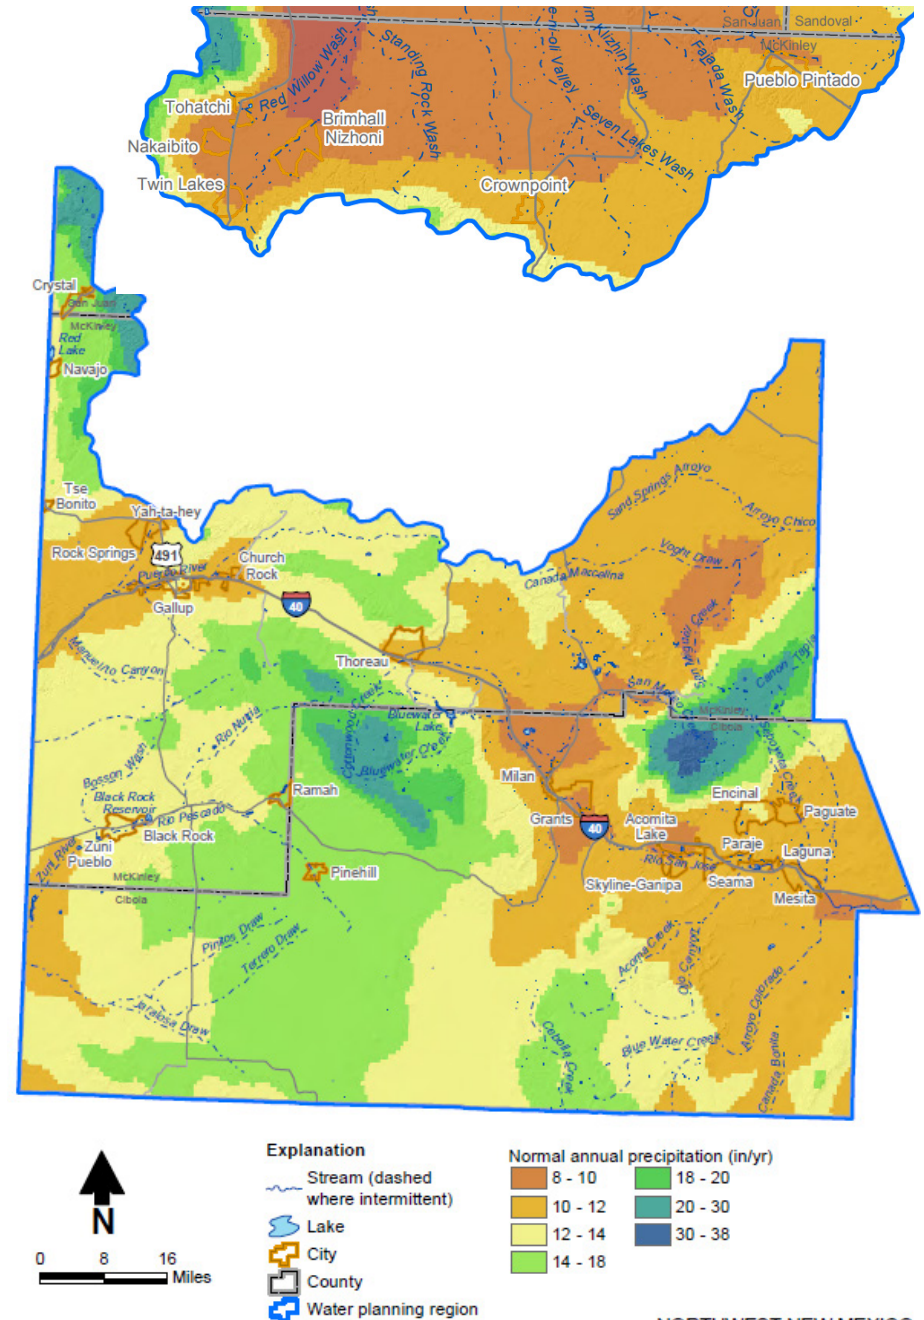 San Juan
Sandoval
McKinley
Pueblo Pintado
Red Willow Wash
Standing Rock Wash
Klizhin Wash
Fajada Wash
Seven Lakes Wash
Tohatchi
Brimhall
Nizhoni
Nakaibito
Twin Lakes
Crownpoint
Crystal
San Juan
McKinley
Red
Lake
Navajo
Tse
Bonito
Yah-ta-hey
Rock Springs
491
Church
Rock
Puerco River
Gallup
40
Thoreau
Sand Springs Arroyo
Arroyo Chico
Voght Draw
Canada Marcelina
San Miguel Creek
Manuelito Canyon
Rio Nutria
Cottonwood Creek
Bluewater
Lake
Bluewater Creek
McKinley
Cibola
Seboyeta Creek
Bosson Wash
Black Rock
Reservoir
Rio Pescado
Black Rock
Ramah
Milan
Grants
40
Acomita
Lake
Encinal
Paguate
Paraje
Laguna
Zuni
Pueblo
Zuni River
McKinley
Cibola
Pinehill
Rio San Jose
Skyline-Ganipa
Seama
Mesita
Pinitos Draw
Terrero Draw
Jaralosa Draw
Acoma Creek
Ojo Canyon
Arroyo Colorado
Cebolla Creek
Blue Water Creek
Canada Bonita
N
0 8 16
Miles
Explanation
Stream (dashed
where intermittent)
Lake
City
County
Water planning region
Normal annual precipitation (in/yr)
8 - 10
10 - 12
12 - 14
14 - 18
18 - 20
20 - 30
30 - 38